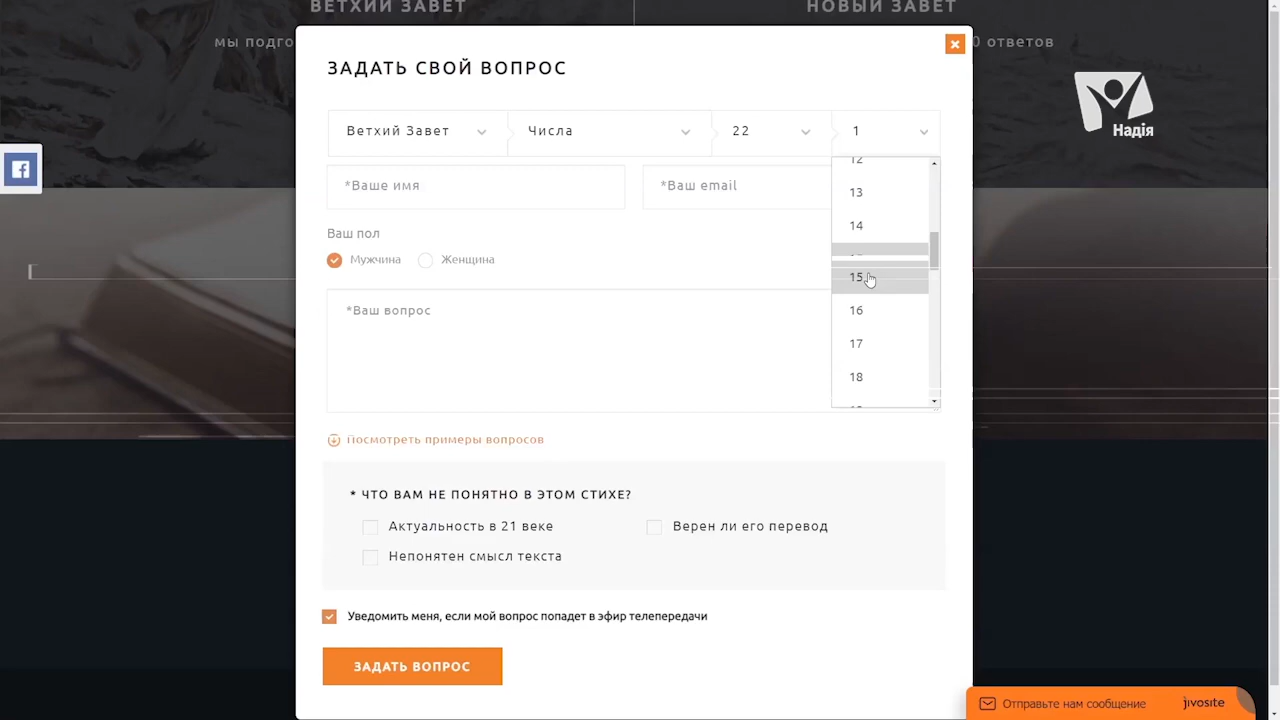 ВЕТХИЙ ЗАВЕТ
НОВЫЙ ЗАВЕТ
мы подго
0 ответов
Надія
ЗАДАТЬ СВОЙ ВОПРОС
Ветхий Завет
Числа
22
1
*Ваше имя
*Ваш email
12
13
14
15
16
17
18
Ваш пол
Мужчина
Женщина
*Ваш вопрос
Посмотреть примеры вопросов
* ЧТО ВАМ НЕ ПОНЯТНО В ЭТОМ СТИХЕ?
Актуальность в 21 веке
Верен ли его перевод
Непонятен смысл текста
Уведомить меня, если мой вопрос попадет в эфир телепередачи
ЗАДАТЬ ВОПРОС
Отправьте нам сообщение
jivosite